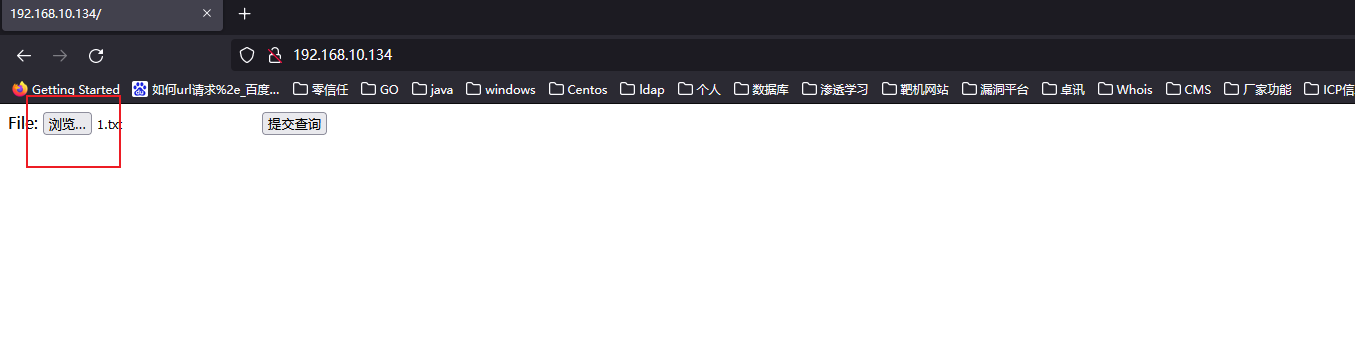 192.168.10.134/
192.168.10.134
Getting Started 如何url请求%2e_百度... 零信任 GO java windows Centos ldap 个人 数据库 渗透学习 靶机网站 漏洞平台 卓讯 Whois CMS 厂家功能 ICP信
File: 浏览... 1.txt 提交查询